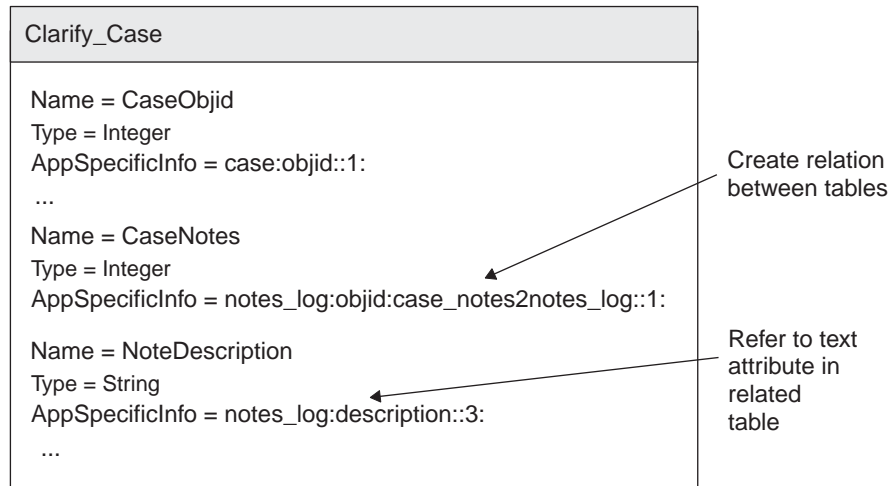 Clarify_Case
Name = CaseObjid
Type = Integer
AppSpecificInfo = case:objid::1:
...
Name = CaseNotes
Type = Integer
AppSpecificInfo = notes_log:objid:case_notes2notes_log::1:
Name = NoteDescription
Type = String
AppSpecificInfo = notes_log:description::3:
...
Create relation
between tables
Refer to text
attribute in
related
table